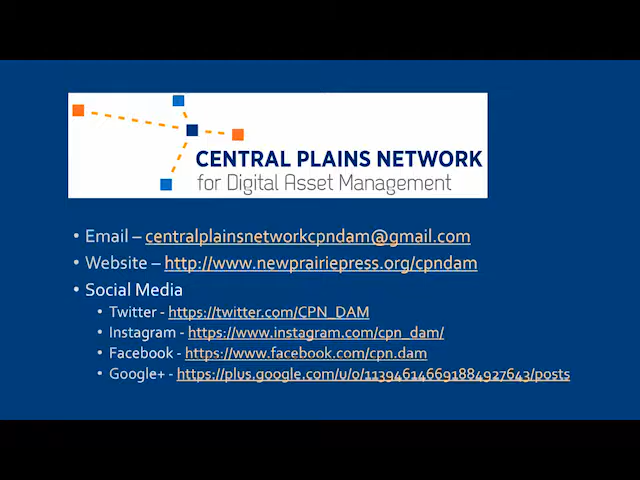 CENTRAL PLAINS NETWORK
for Digital Asset Management
• Email – centralplainsnetworkcpndam@gmail.com
• Website – http://www.newprairiepress.org/cpndam
• Social Media
• Twitter - https://twitter.com/CPN_DAM
• Instagram - https://www.instagram.com/cpn_dam/
• Facebook - https://www.facebook.com/cpn.dam
• Google+ - https://plus.google.com/u/0/113946146691884927643/posts